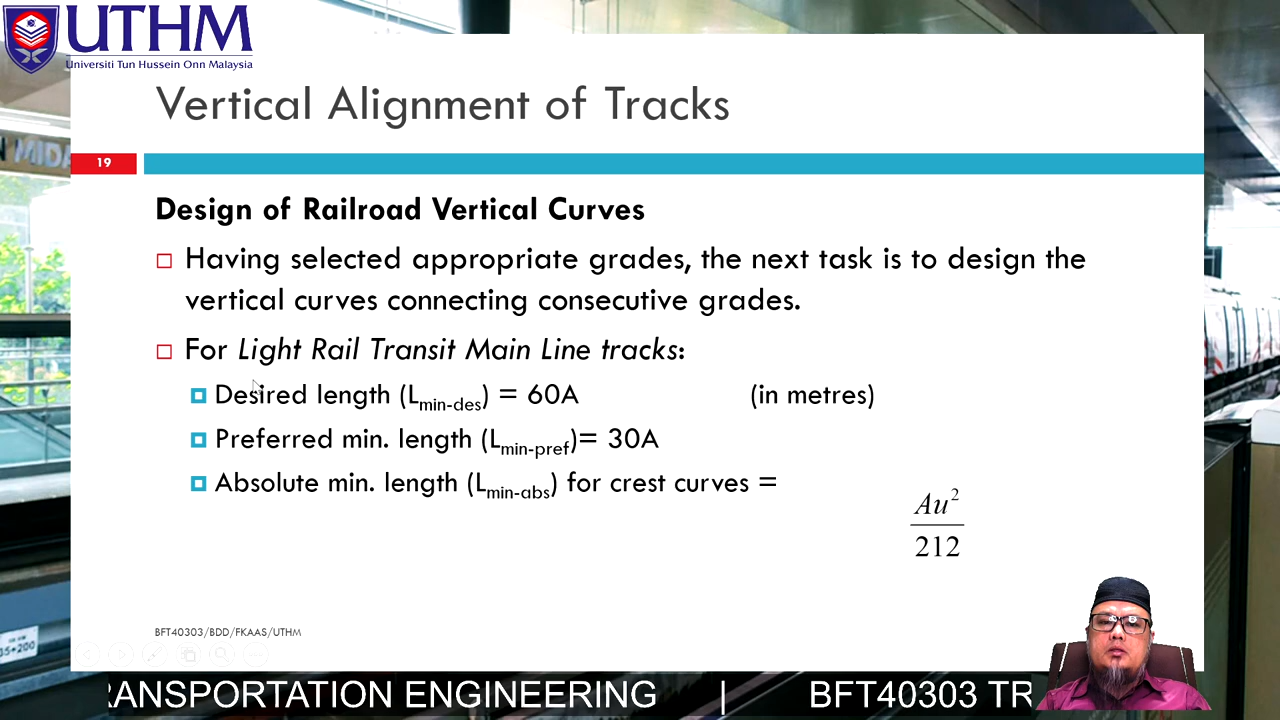 UTHM
Universiti Tun Hussein Onn Malaysia
Vertical Alignment of Tracks
19
Design of Railroad Vertical Curves
Having selected appropriate grades, the next task is to design the
vertical curves connecting consecutive grades.
For Light Rail Transit Main Line tracks:
Desired length (Lmin-des) = 60A (in metres)
Preferred min. length (Lmin-pref)= 30A
Absolute min. length (Lmin-abs) for crest curves =
Au²
212
BFT40303/BDD/FKAAS/UTHM
RANSPORTATION ENGINEERING | BFT40303 TR